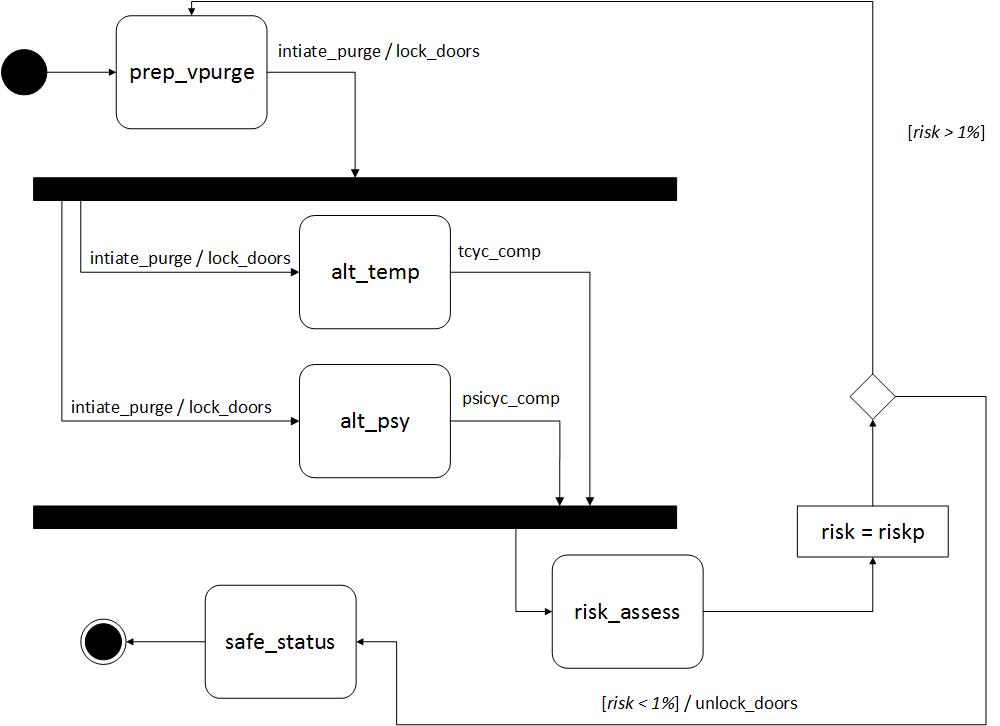 intiate_purge / lock_doors
prep_vpurge
[risk > 1%]
intiate_purge / lock_doors
tcyc_comp
alt_temp
intiate_purge / lock_doors
psicyc_comp
alt_psy
risk = riskp
risk_assess
safe_status
[risk < 1%] / unlock_doors